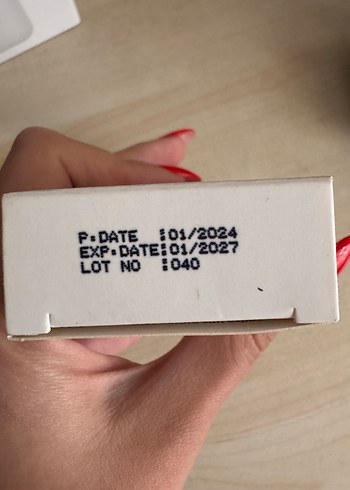 P.DATE :01/2024
EXP.DATE:01/2027
LOT NO :040